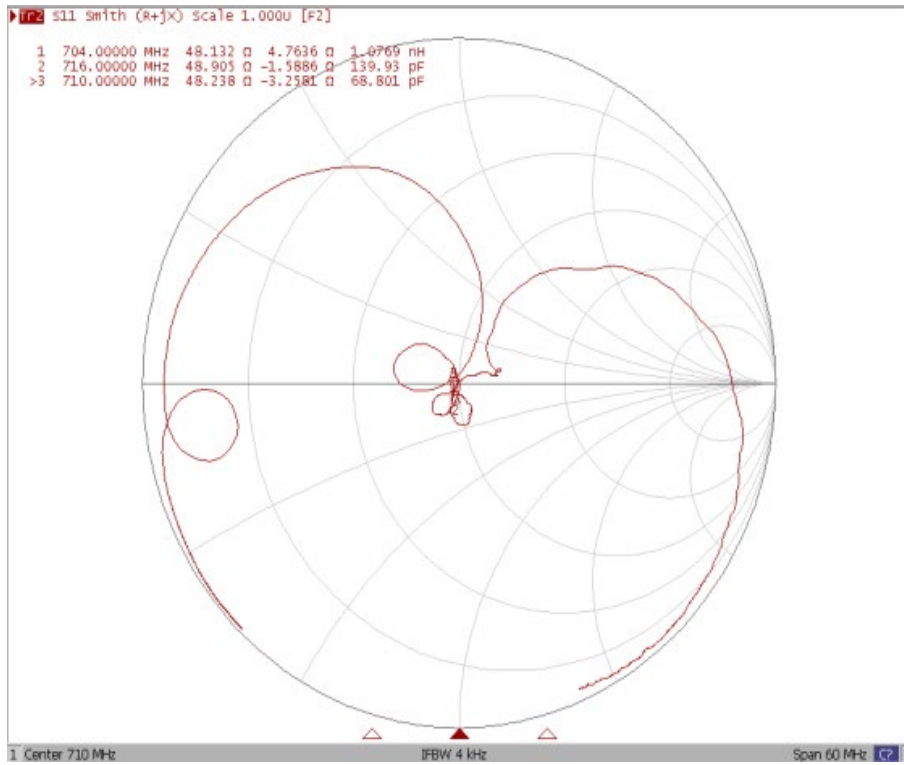 Tr2 S11 Smith (R+jX) Scale 1.000U [F2]
1 704.00000 MHz 48.132 Ω 4.7636 Ω 1.0769 nH
2 716.00000 MHz 48.905 Ω -1.5886 Ω 139.93 pF
>3 710.00000 MHz 48.238 Ω -3.2581 Ω 68.801 pF
1 Center 710 MHz IFBW 4 kHz Span 60 MHz C?